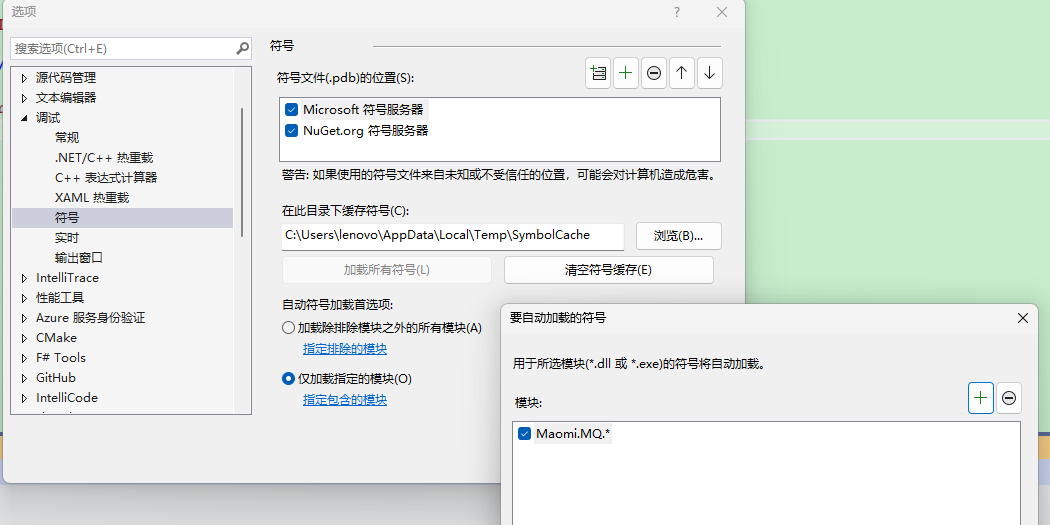 选项
搜索选项(Ctrl+E)
源代码管理
文本编辑器
调试
常规
.NET/C++ 热重载
C++ 表达式计算器
XAML 热重载
符号
实时
输出窗口
IntelliTrace
性能工具
Azure 服务身份验证
CMake
F# Tools
GitHub
IntelliCode
符号
符号文件(.pdb)的位置(S):
Microsoft 符号服务器
NuGet.org 符号服务器
警告: 如果使用的符号文件来自未知或不受信任的位置，可能会对计算机造成危害。
在此目录下缓存符号(C):
C:\Users\lenovo\AppData\Local\Temp\SymbolCache
浏览(B)...
加载所有符号(L)
清空符号缓存(E)
自动符号加载首选项:
加载除排除模块之外的所有模块(A)
指定排除的模块
仅加载指定的模块(O)
指定包含的模块
要自动加载的符号
用于所选模块(*.dll 或 *.exe)的符号将自动加载。
模块:
Maomi.MQ.*